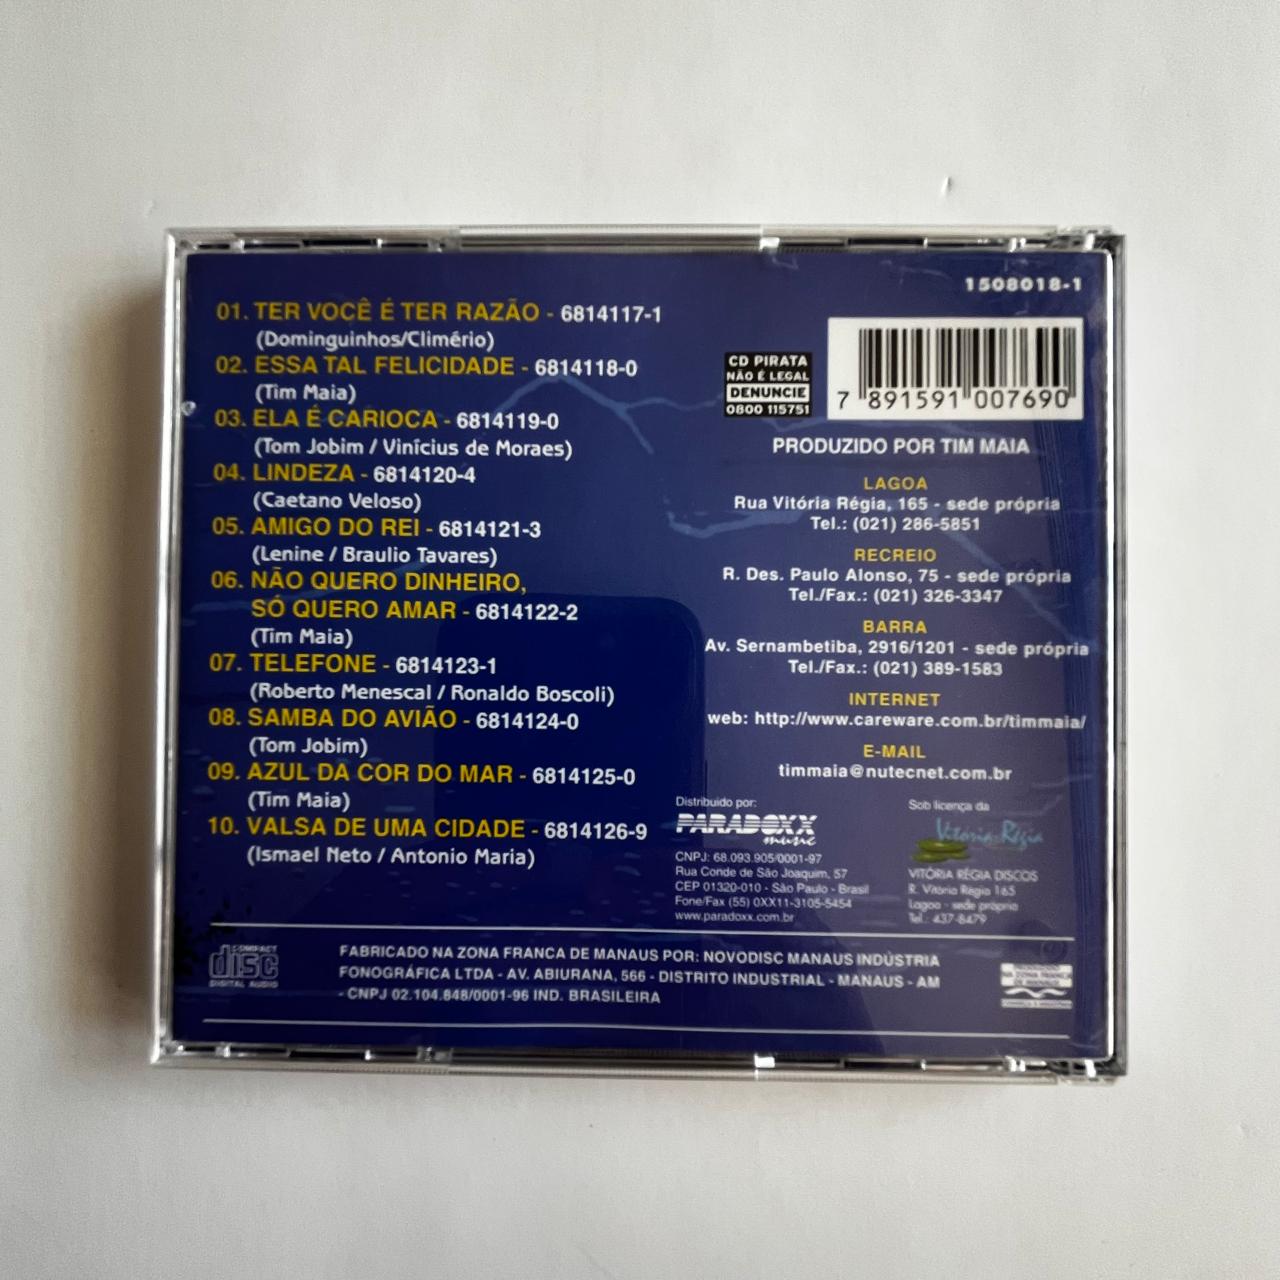 1508018-1
01. TER VOCÊ É TER RAZÃO - 6814117-1
(Dominguinhos/Climério)
02. ESSA TAL FELICIDADE - 6814118-0
(Tim Maia)
03. ELA É CARIOCA - 6814119-0
(Tom Jobim / Vinícius de Moraes)
04. LINDEZA - 6814120-4
(Caetano Veloso)
05. AMIGO DO REI - 6814121-3
(Lenine / Braulio Tavares)
06. NÃO QUERO DINHEIRO,
SÓ QUERO AMAR - 6814122-2
(Tim Maia)
07. TELEFONE - 6814123-1
(Roberto Menescal / Ronaldo Boscoli)
08. SAMBA DO AVIÃO - 6814124-0
(Tom Jobim)
09. AZUL DA COR DO MAR - 6814125-0
(Tim Maia)
10. VALSA DE UMA CIDADE - 6814126-9
(Ismael Neto / Antonio Maria)
CD PIRATA
NÃO É LEGAL
DENUNCIE
0800 115751
7 891591 007690
PRODUZIDO POR TIM MAIA
LAGOA
Rua Vitória Régia, 165 - sede própria
Tel.: (021) 286-5851
RECREIO
R. Des. Paulo Alonso, 75 - sede própria
Tel./Fax.: (021) 326-3347
BARRA
Av. Sernambetiba, 2916/1201 - sede própria
Tel./Fax.: (021) 389-1583
INTERNET
web: http://www.careware.com.br/timmaia/
E-MAIL
timmaia@nutecnet.com.br
Distribuido por:
PARADOXX
music
CNPJ: 68.093.905/0001-97
Rua Conde de São Joaquim, 57
CEP 01320-010 - São Paulo - Brasil
Fone/Fax (55) 0XX11-3105-5454
www.paradoxx.com.br
Sob licença da
Vitória Régia
VITÓRIA RÉGIA DISCOS
R. Vitória Régia 165
Lagoa - sede própria
Tel.: 437-8479
COMPACT
disc
DIGITAL AUDIO
FABRICADO NA ZONA FRANCA DE MANAUS POR: NOVODISC MANAUS INDÚSTRIA
FONOGRÁFICA LTDA - AV. ABIURANA, 566 - DISTRITO INDUSTRIAL - MANAUS - AM
- CNPJ 02.104.848/0001-96 IND. BRASILEIRA
PRODUZIDO
NA ZONA FRANCA
DE MANAUS